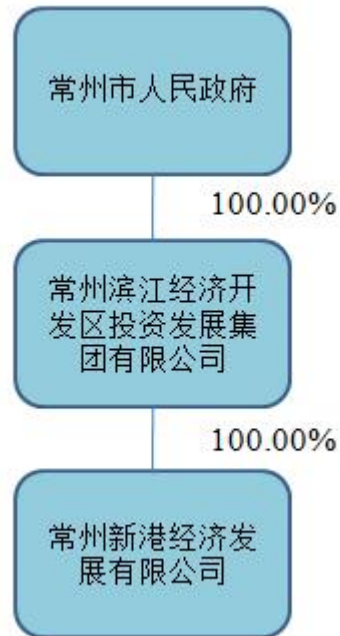 常州市人民政府
100.00%
常州滨江经济开
发区投资发展集
团有限公司
100.00%
常州新港经济发
展有限公司